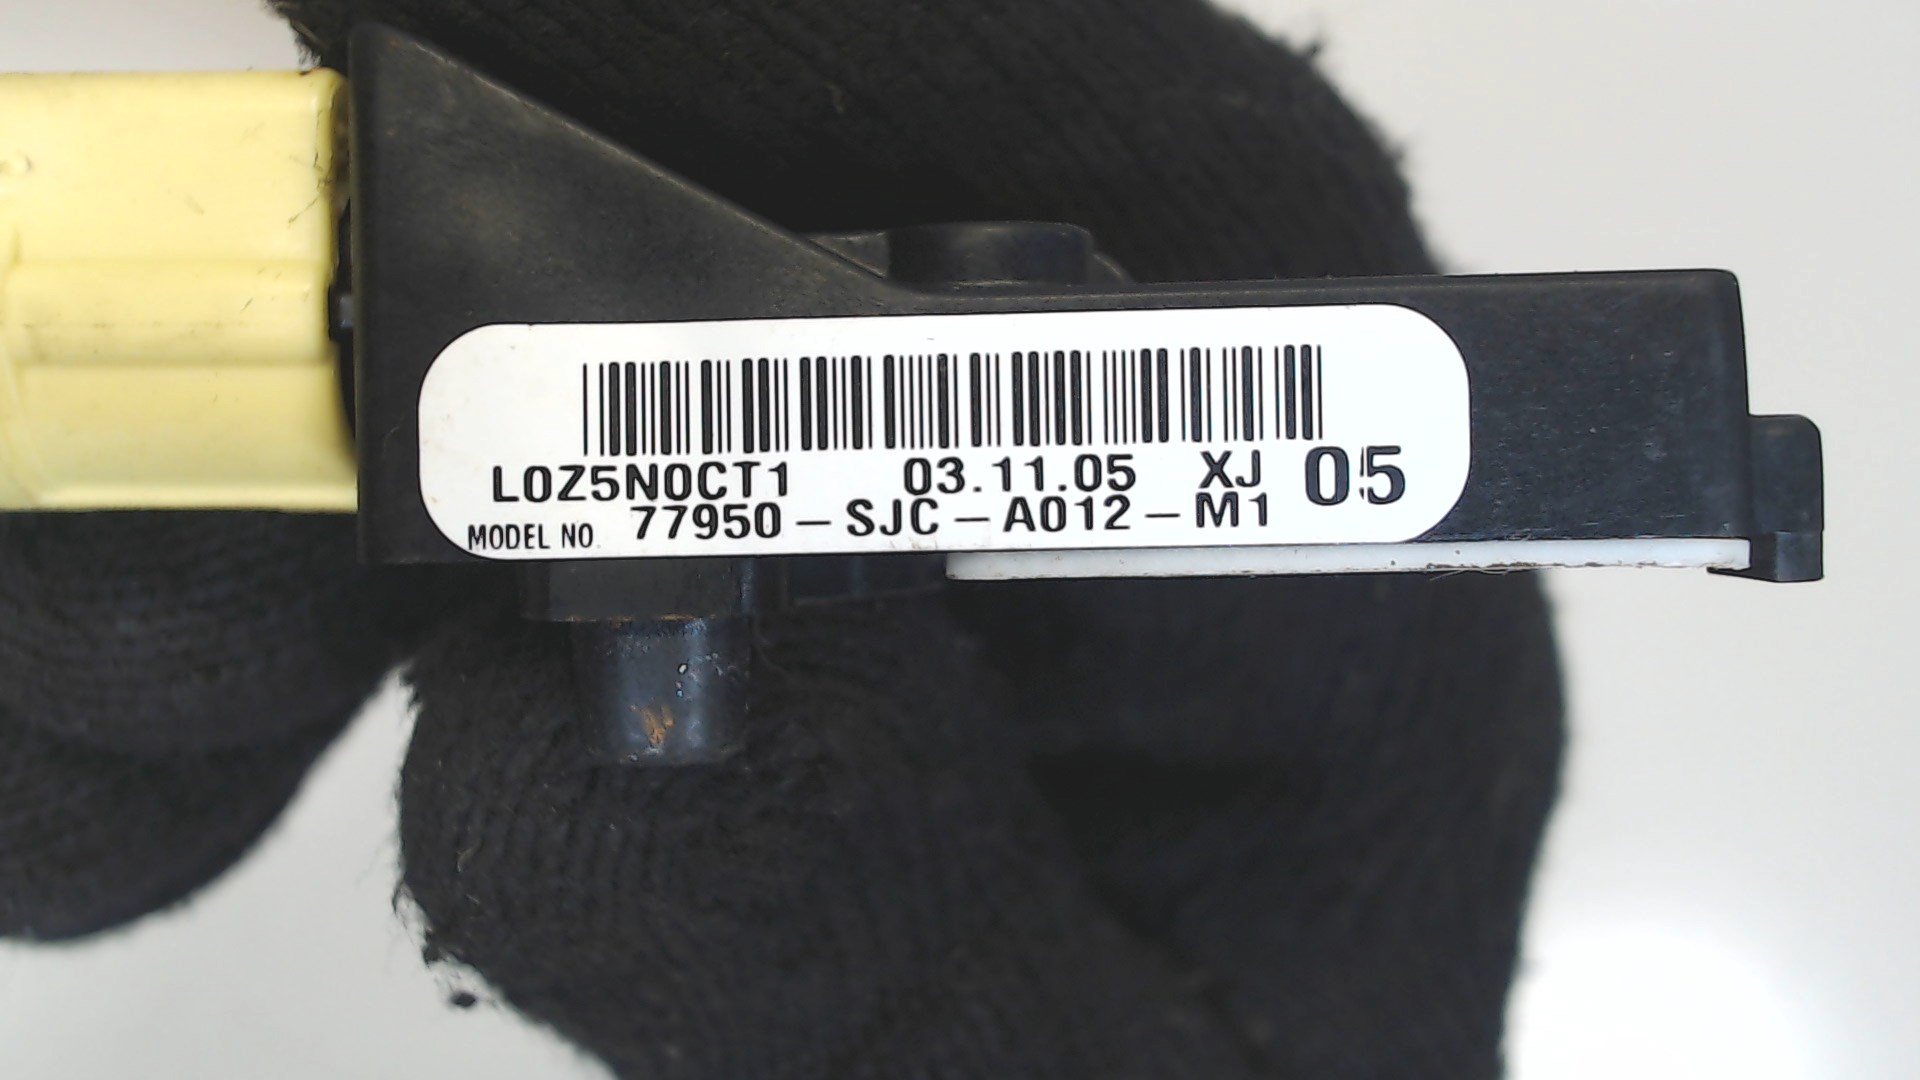 L0Z5N0CT1 03.11.05 XJ 05
MODEL NO. 77950-SJC-A012-M1